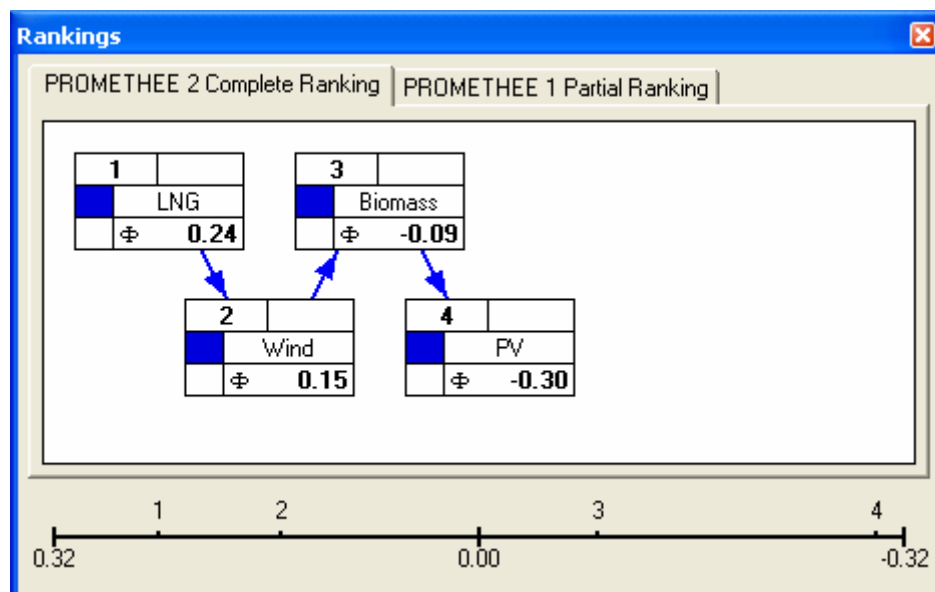 Rankings
PROMETHEE 2 Complete Ranking PROMETHEE 1 Partial Ranking
1 3
LNG Biomass
Φ 0.24 Φ -0.09
2 4
Wind PV
Φ 0.15 Φ -0.30
1 2 3 4
0.32 0.00 -0.32